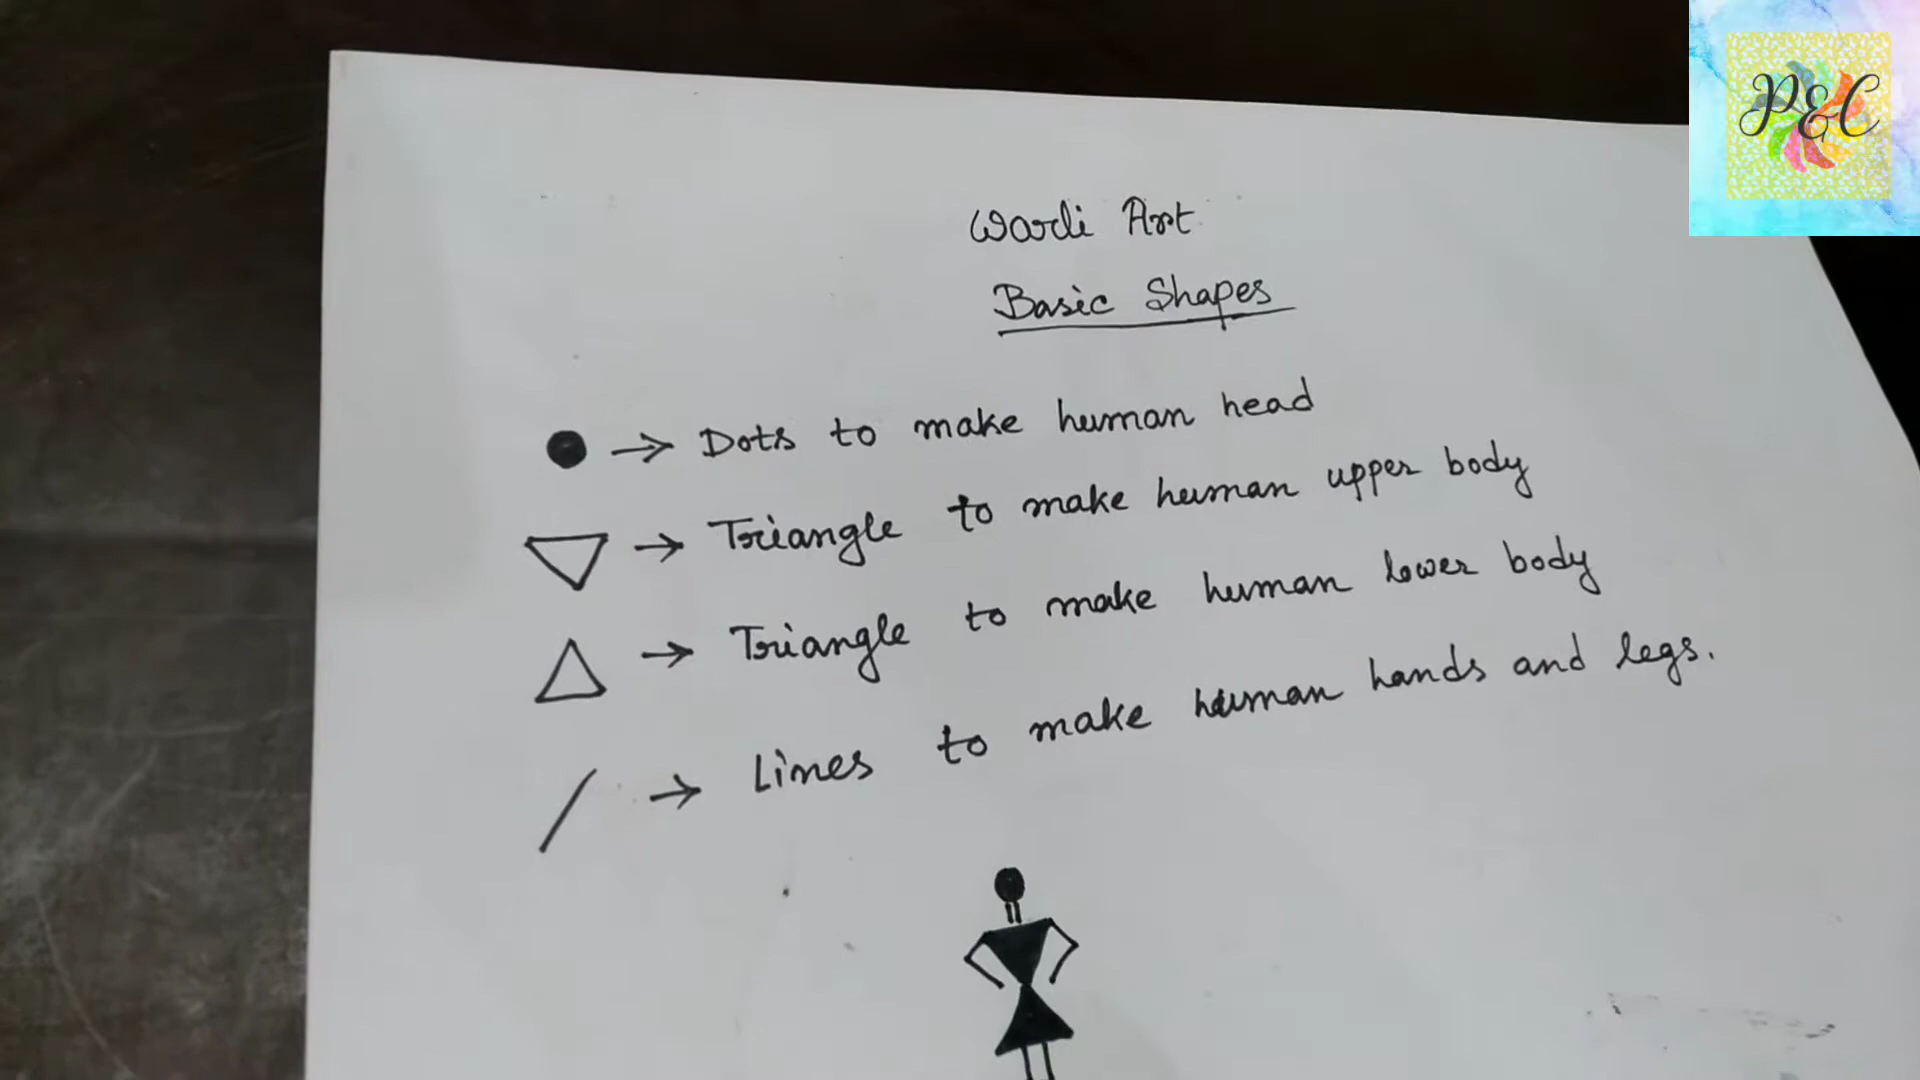 P&C
Warli Art
Basic Shapes
→ Dots to make human head
→ Triangle to make human upper body
→ Triangle to make human lower body
→ Lines to make human hands and legs.